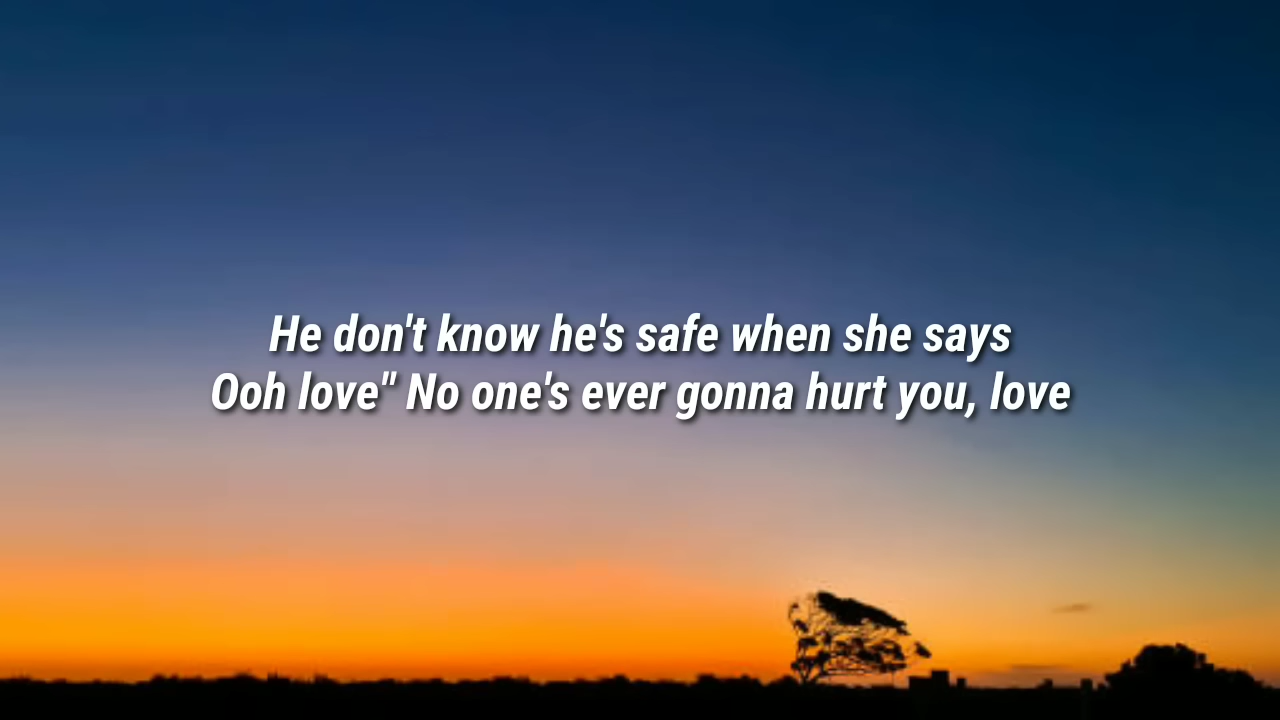 He don't know he's safe when she says
Ooh love" No one's ever gonna hurt you, love